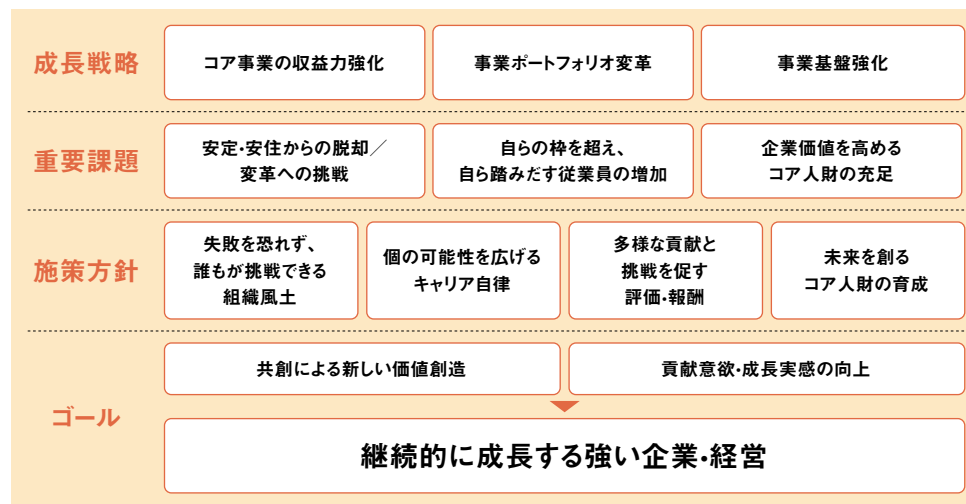 成長戦略
コア事業の収益力強化
事業ポートフォリオ変革
事業基盤強化
重要課題
安定・安住からの脱却／
変革への挑戦
自らの枠を超え、
自ら踏みだす従業員の増加
企業価値を高める
コア人財の充足
施策方針
失敗を恐れず、
誰もが挑戦できる
組織風土
個の可能性を広げる
キャリア自律
多様な貢献と
挑戦を促す
評価・報酬
未来を創る
コア人財の育成
ゴール
共創による新しい価値創造
貢献意欲・成長実感の向上
継続的に成長する強い企業・経営